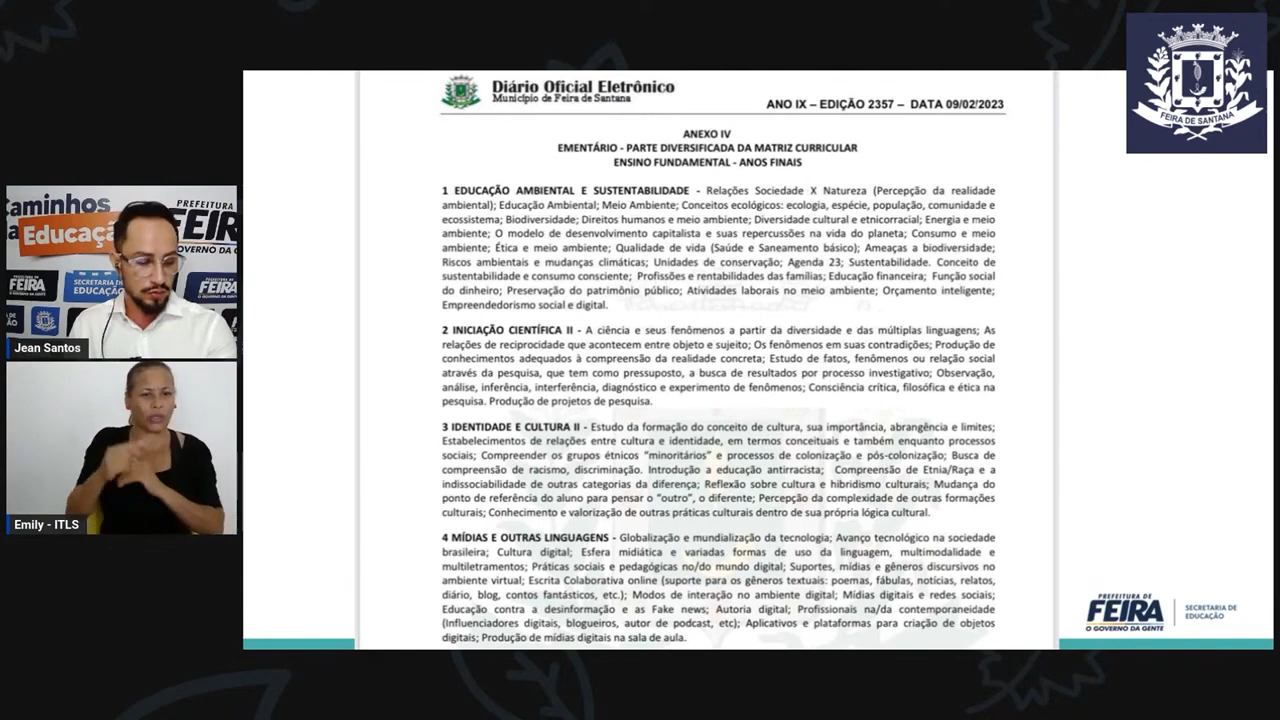 FEIRA DE SANTANA
Diário Oficial Eletrônico
Município de Feira de Santana
ANO IX – EDIÇÃO 2357 – DATA 09/02/2023
ANEXO IV
EMENTÁRIO - PARTE DIVERSIFICADA DA MATRIZ CURRICULAR
ENSINO FUNDAMENTAL - ANOS FINAIS
1 EDUCAÇÃO AMBIENTAL E SUSTENTABILIDADE - Relações Sociedade X Natureza (Percepção da realidade
ambiental); Educação Ambiental; Meio Ambiente; Conceitos ecológicos: ecologia, espécie, população, comunidade e
ecossistema; Biodiversidade; Direitos humanos e meio ambiente; Diversidade cultural e etnicorracial; Energia e meio
ambiente; O modelo de desenvolvimento capitalista e suas repercussões na vida do planeta; Consumo e meio
ambiente; Ética e meio ambiente; Qualidade de vida (Saúde e Saneamento básico); Ameaças a biodiversidade;
Riscos ambientais e mudanças climáticas; Unidades de conservação; Agenda 23; Sustentabilidade. Conceito de
sustentabilidade e consumo consciente; Profissões e rentabilidades das famílias; Educação financeira; Função social
do dinheiro; Preservação do patrimônio público; Atividades laborais no meio ambiente; Orçamento inteligente;
Empreendedorismo social e digital.
2 INICIAÇÃO CIENTÍFICA II - A ciência e seus fenômenos a partir da diversidade e das múltiplas linguagens; As
relações de reciprocidade que acontecem entre objeto e sujeito; Os fenômenos em suas contradições; Produção de
conhecimentos adequados à compreensão da realidade concreta; Estudo de fatos, fenômenos ou relação social
através da pesquisa, que tem como pressuposto, a busca de resultados por processo investigativo; Observação,
análise, inferência, interferência, diagnóstico e experimento de fenômenos; Consciência crítica, filosófica e ética na
pesquisa. Produção de projetos de pesquisa.
3 IDENTIDADE E CULTURA II - Estudo da formação do conceito de cultura, sua importância, abrangência e limites;
Estabelecimentos de relações entre cultura e identidade, em termos conceituais e também enquanto processos
sociais; Compreender os grupos étnicos “minoritários” e processos de colonização e pós-colonização; Busca de
compreensão de racismo, discriminação. Introdução a educação antirracista; Compreensão de Etnia/Raça e a
indissociabilidade de outras categorias da diferença; Reflexão sobre cultura e hibridismo culturais; Mudança do
ponto de referência do aluno para pensar o “outro”, o diferente; Percepção da complexidade de outras formações
culturais; Conhecimento e valorização de outras práticas culturais dentro de sua própria lógica cultural.
4 MÍDIAS E OUTRAS LINGUAGENS - Globalização e mundialização da tecnologia; Avanço tecnológico na sociedade
brasileira; Cultura digital; Esfera midiática e variadas formas de uso da linguagem, multimodalidade e
multiletramentos; Práticas sociais e pedagógicas no/do mundo digital; Suportes, mídias e gêneros discursivos no
ambiente virtual; Escrita Colaborativa online (suporte para os gêneros textuais: poemas, fábulas, notícias, relatos,
diário, blog, contos fantásticos, etc.); Modos de interação no ambiente digital; Mídias digitais e redes sociais;
Educação contra a desinformação e as Fake news; Autoria digital; Profissionais na/da contemporaneidade
(Influenciadores digitais, blogueiros, autor de podcast, etc); Aplicativos e plataformas para criação de objetos
digitais; Produção de mídias digitais na sala de aula.
caminhos
da Educaç
PREFEITURA
FEIR
O GOVERNO DA GENTE
FEIRA
SECRETARIA DE
EDUCAÇÃO
FEIRA
Jean Santos
Emily - ITLS
PREFEITURA DE
FEIRA
O GOVERNO DA GENTE
SECRETARIA DE
EDUCAÇÃO